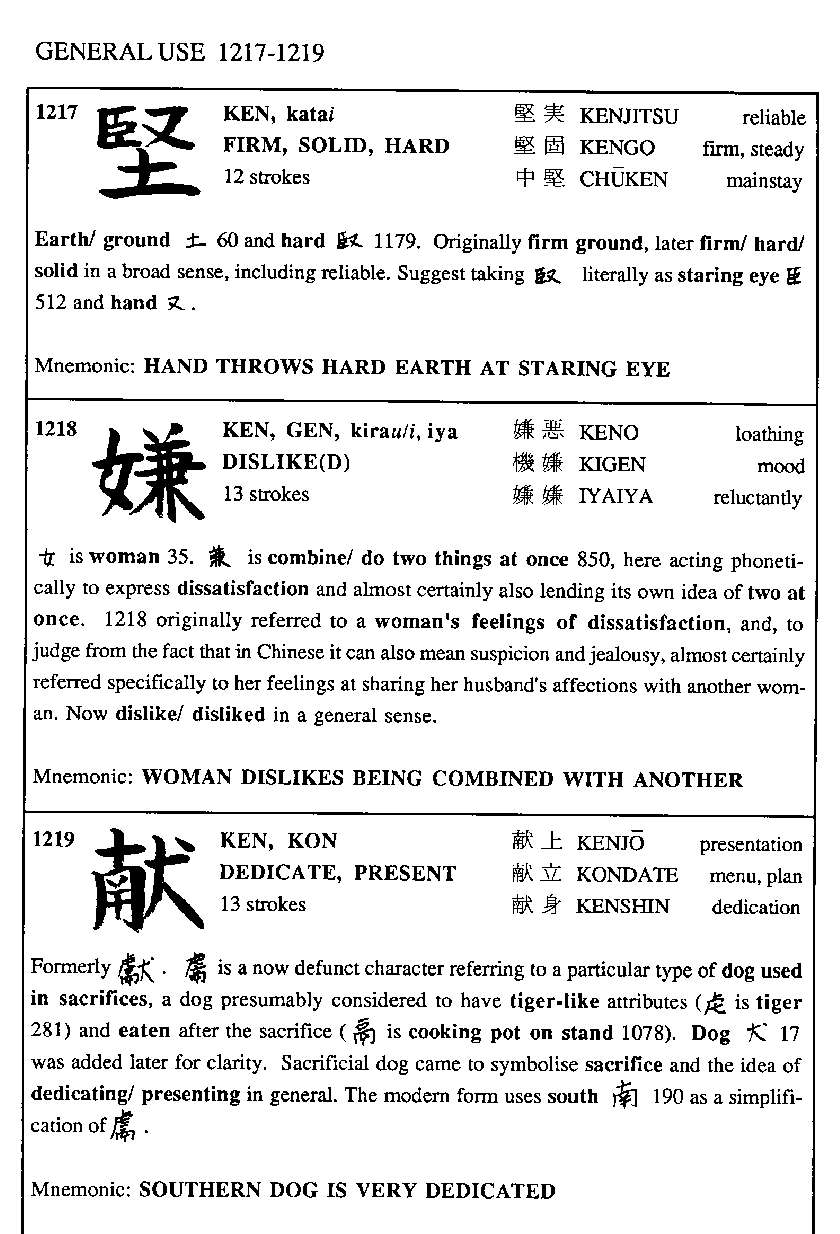 GENERAL USE 1217-1219
1217 堅 KEN, katai 堅実 KENJITSU reliable
FIRM, SOLID, HARD 堅固 KENGO firm, steady
12 strokes 中堅 CHŪKEN mainstay
Earth/ ground 土 60 and hard 臤 1179. Originally firm ground, later firm/ hard/
solid in a broad sense, including reliable. Suggest taking 臤 literally as staring eye 臣
512 and hand 又.
Mnemonic: HAND THROWS HARD EARTH AT STARING EYE
1218 嫌 KEN, GEN, kirau/i, iya 嫌悪 KENO loathing
DISLIKE(D) 機嫌 KIGEN mood
13 strokes 嫌嫌 IYAIYA reluctantly
女 is woman 35. 兼 is combine/ do two things at once 850, here acting phoneti-
cally to express dissatisfaction and almost certainly also lending its own idea of two at
once. 1218 originally referred to a woman's feelings of dissatisfaction, and, to
judge from the fact that in Chinese it can also mean suspicion and jealousy, almost certainly
referred specifically to her feelings at sharing her husband's affections with another wom-
an. Now dislike/ disliked in a general sense.
Mnemonic: WOMAN DISLIKES BEING COMBINED WITH ANOTHER
1219 献 KEN, KON 献上 KENJŌ presentation
DEDICATE, PRESENT 献立 KONDATE menu, plan
13 strokes 献身 KENSHIN dedication
Formerly 獻. 鬳 is a now defunct character referring to a particular type of dog used
in sacrifices, a dog presumably considered to have tiger-like attributes (虍 is tiger
281) and eaten after the sacrifice (鬲 is cooking pot on stand 1078). Dog 犬 17
was added later for clarity. Sacrificial dog came to symbolise sacrifice and the idea of
dedicating/ presenting in general. The modern form uses south 南 190 as a simplifi-
cation of 鬳.
Mnemonic: SOUTHERN DOG IS VERY DEDICATED